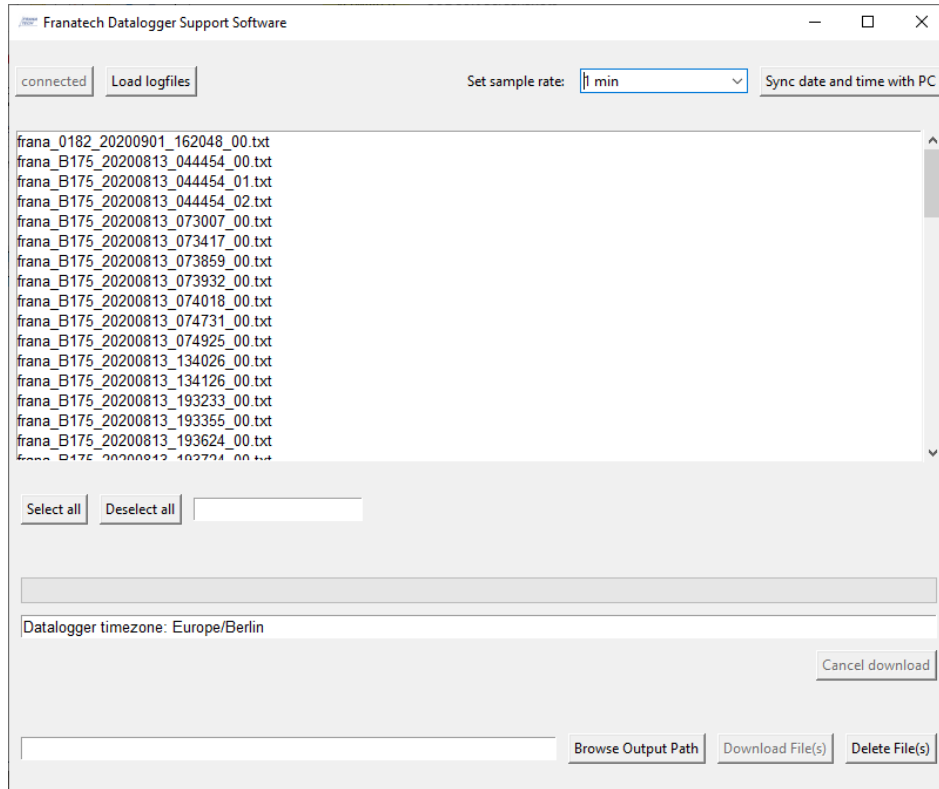 Franatech Datalogger Support Software
connected
Load logfiles
Set sample rate:
1 min
Sync date and time with PC
frana_0182_20200901_162048_00.txt
frana_B175_20200813_044454_00.txt
frana_B175_20200813_044454_01.txt
frana_B175_20200813_044454_02.txt
frana_B175_20200813_073007_00.txt
frana_B175_20200813_073417_00.txt
frana_B175_20200813_073859_00.txt
frana_B175_20200813_073932_00.txt
frana_B175_20200813_074018_00.txt
frana_B175_20200813_074731_00.txt
frana_B175_20200813_074925_00.txt
frana_B175_20200813_134026_00.txt
frana_B175_20200813_134126_00.txt
frana_B175_20200813_193233_00.txt
frana_B175_20200813_193355_00.txt
frana_B175_20200813_193624_00.txt
frana_B175_20200813_193724_00.txt
Select all
Deselect all
Datalogger timezone: Europe/Berlin
Cancel download
Browse Output Path
Download File(s)
Delete File(s)